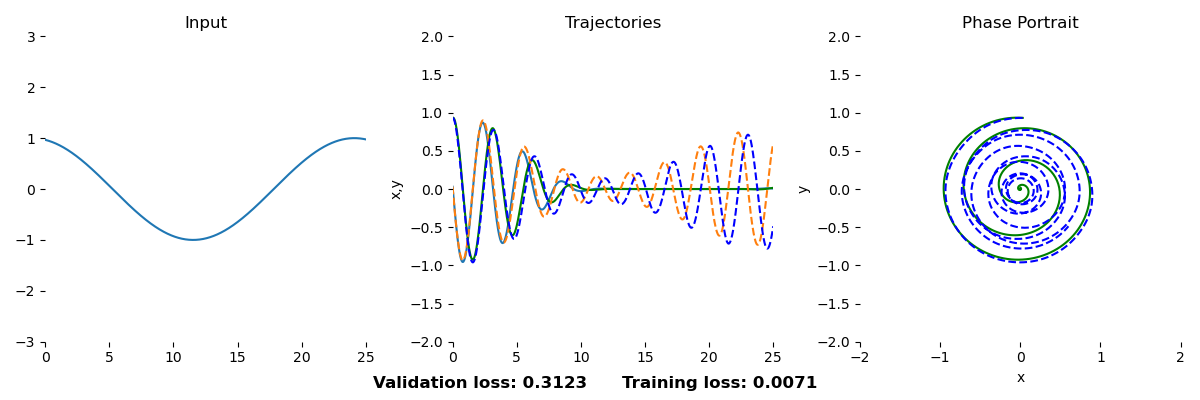 Input
Trajectories
Phase Portrait
3
2
1
0
−1
−2
−3
0 5 10 15 20 25
x,y
2.0
1.5
1.0
0.5
0.0
−0.5
−1.0
−1.5
−2.0
0 5 10 15 20 25
y
2.0
1.5
1.0
0.5
0.0
−0.5
−1.0
−1.5
−2.0
−2 −1 0 1 2
x
Validation loss: 0.3123 Training loss: 0.0071